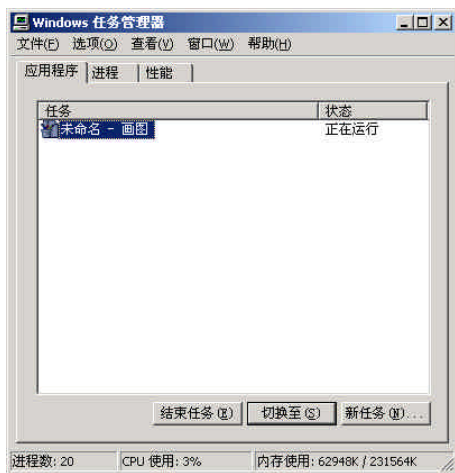 Windows 任务管理器
文件(F) 选项(O) 查看(V) 窗口(W) 帮助(H)
应用程序 进程 性能
任务 状态
未命名 - 画图 正在运行
结束任务(E) 切换至(S) 新任务(N)...
进程数: 20 CPU 使用: 3% 内存使用: 62948K / 231564K